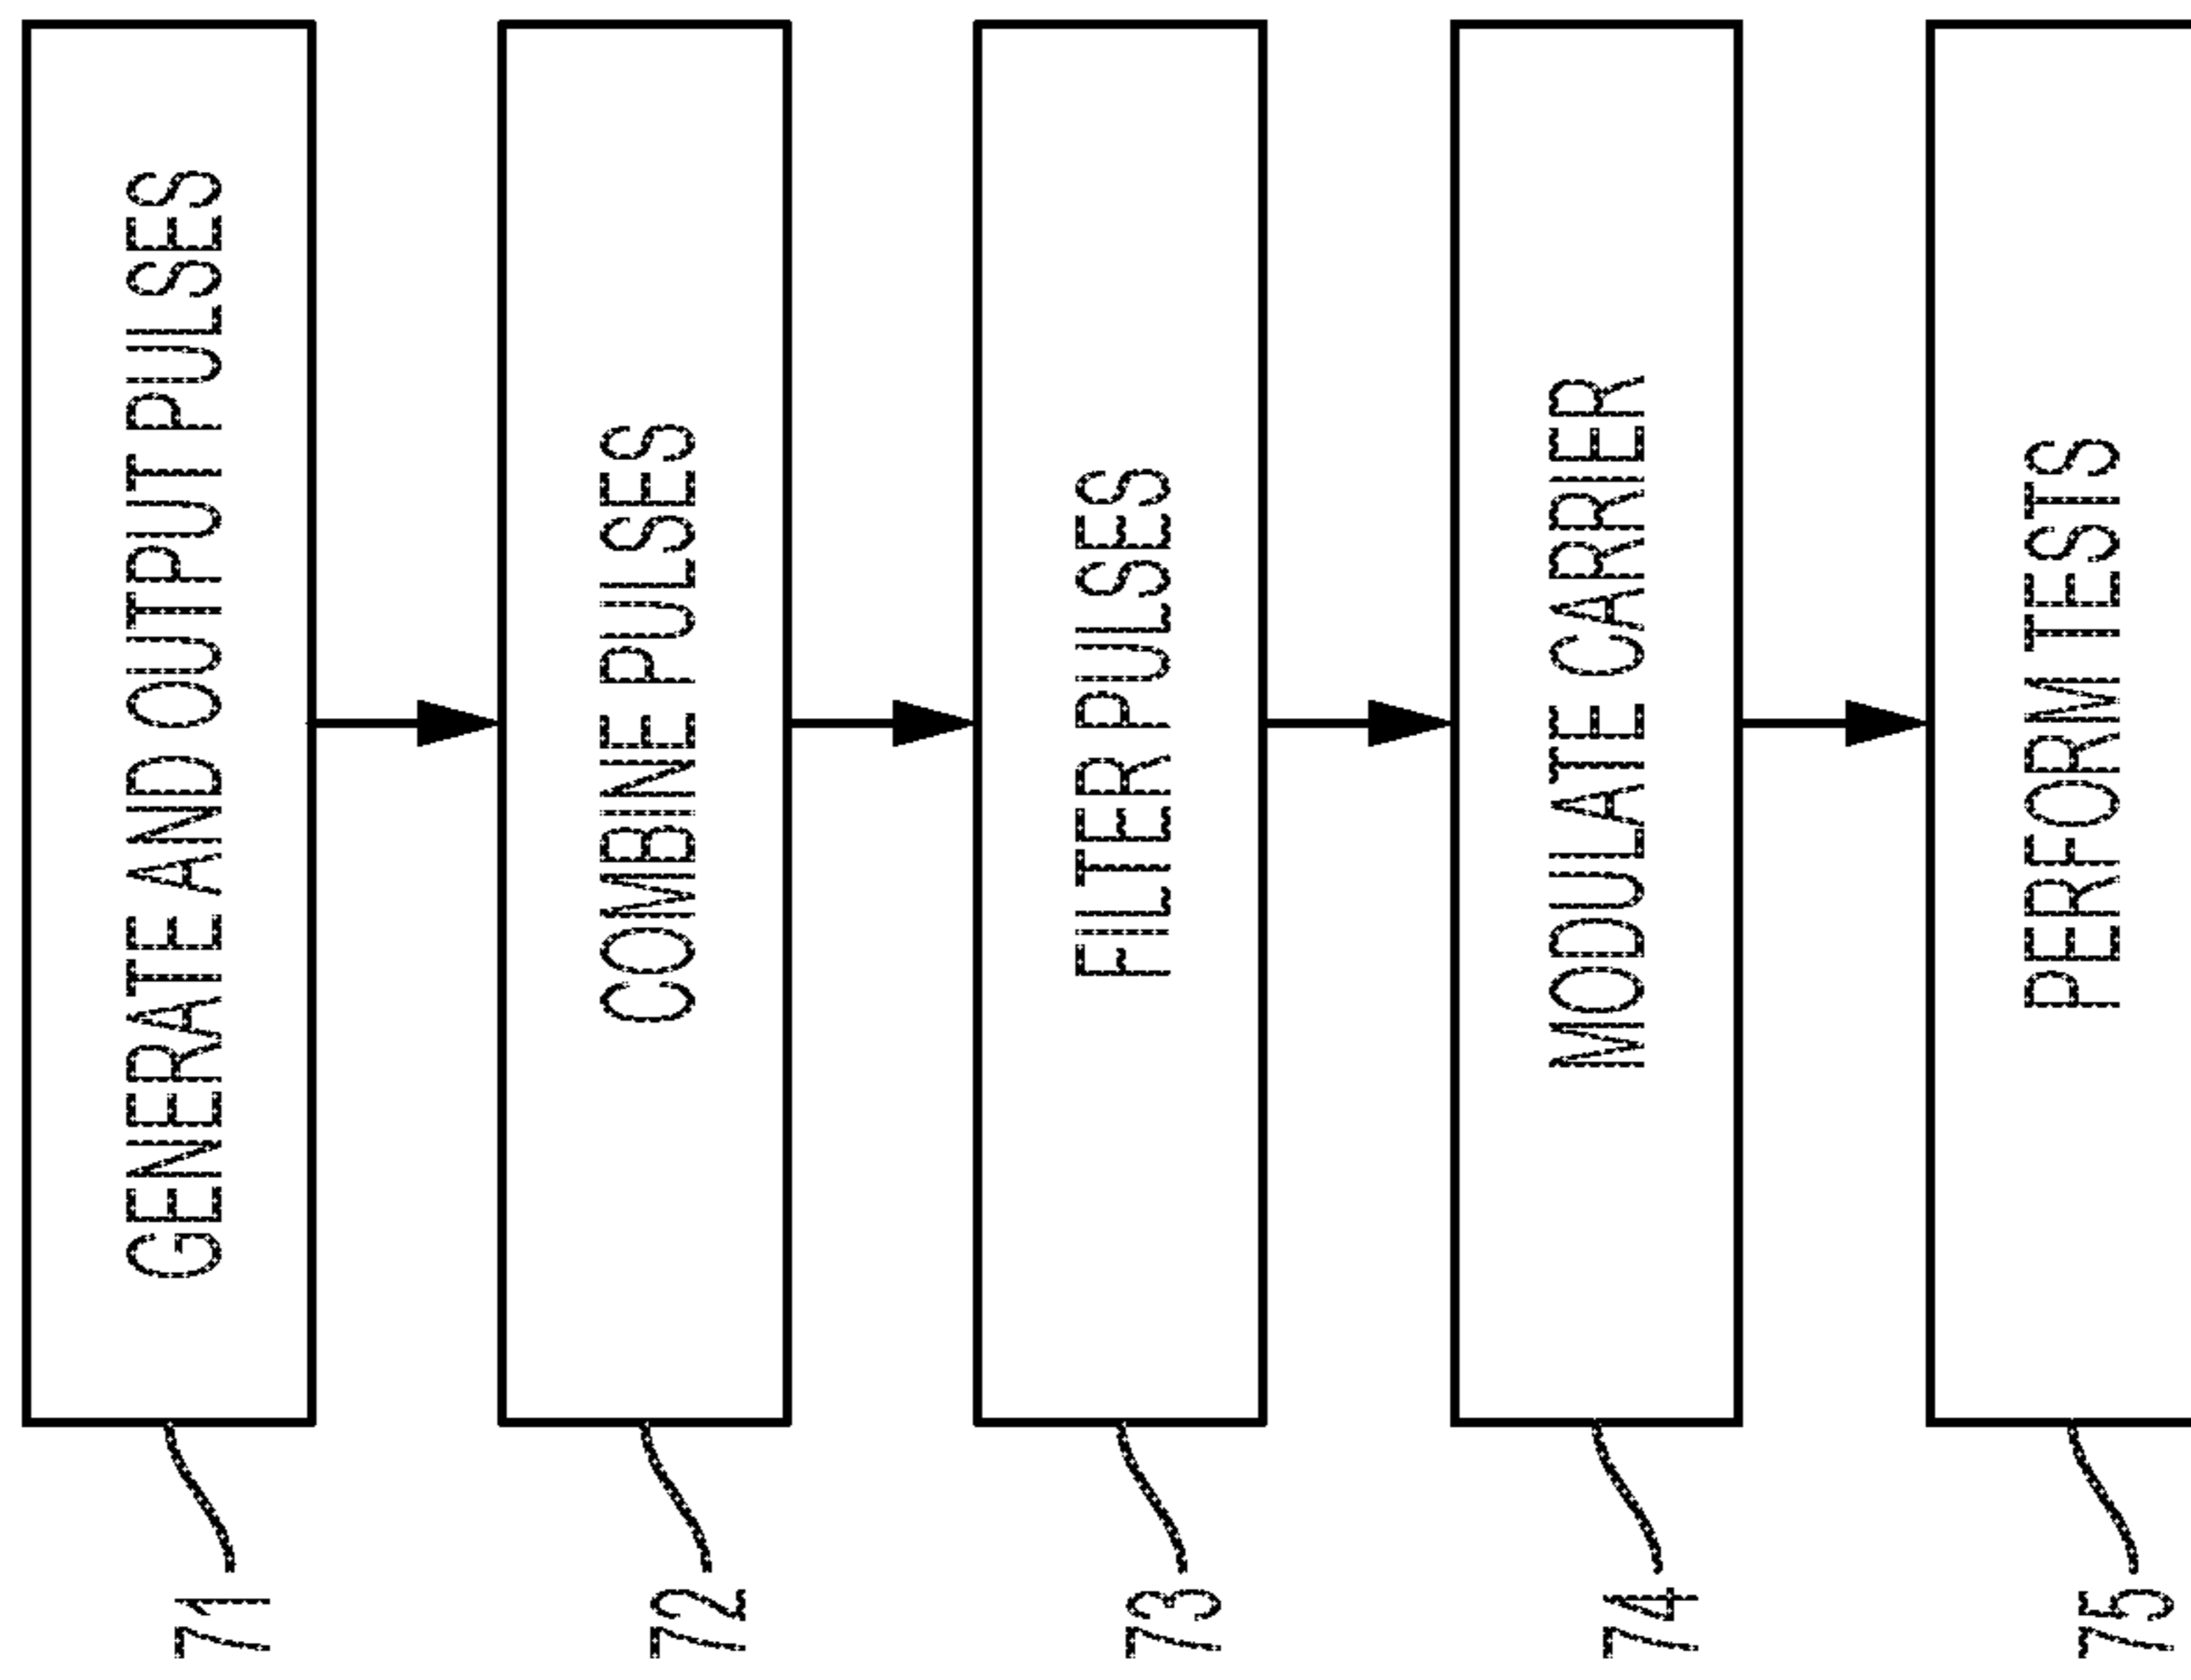 GENERATE AND OUTPUT PULSES
71
COMBINE PULSES
72
FILTER PULSES
73
MODULATE CARRIER
74
PERFORM TESTS
75